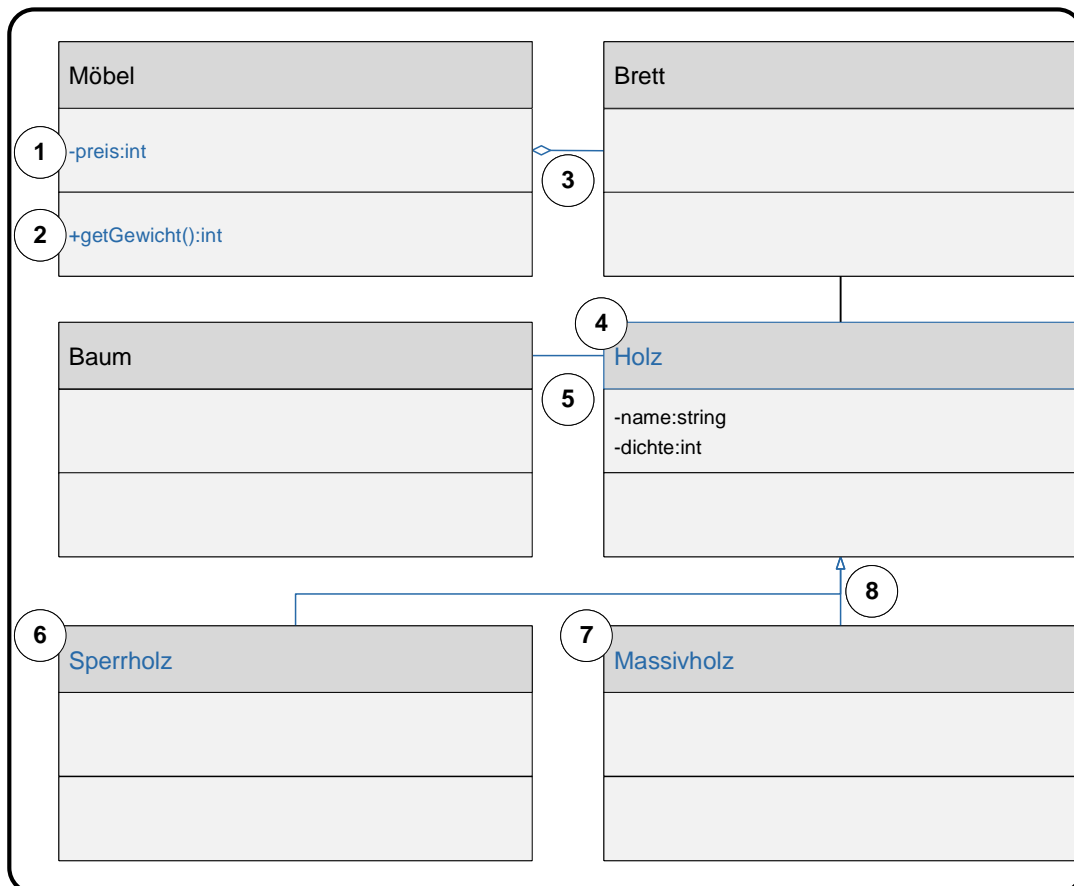 Möbel
Brett
1
-preis:int
3
2
+getGewicht():int
4
Baum
Holz
5
-name:string
-dichte:int
8
6
7
Sperrholz
Massivholz